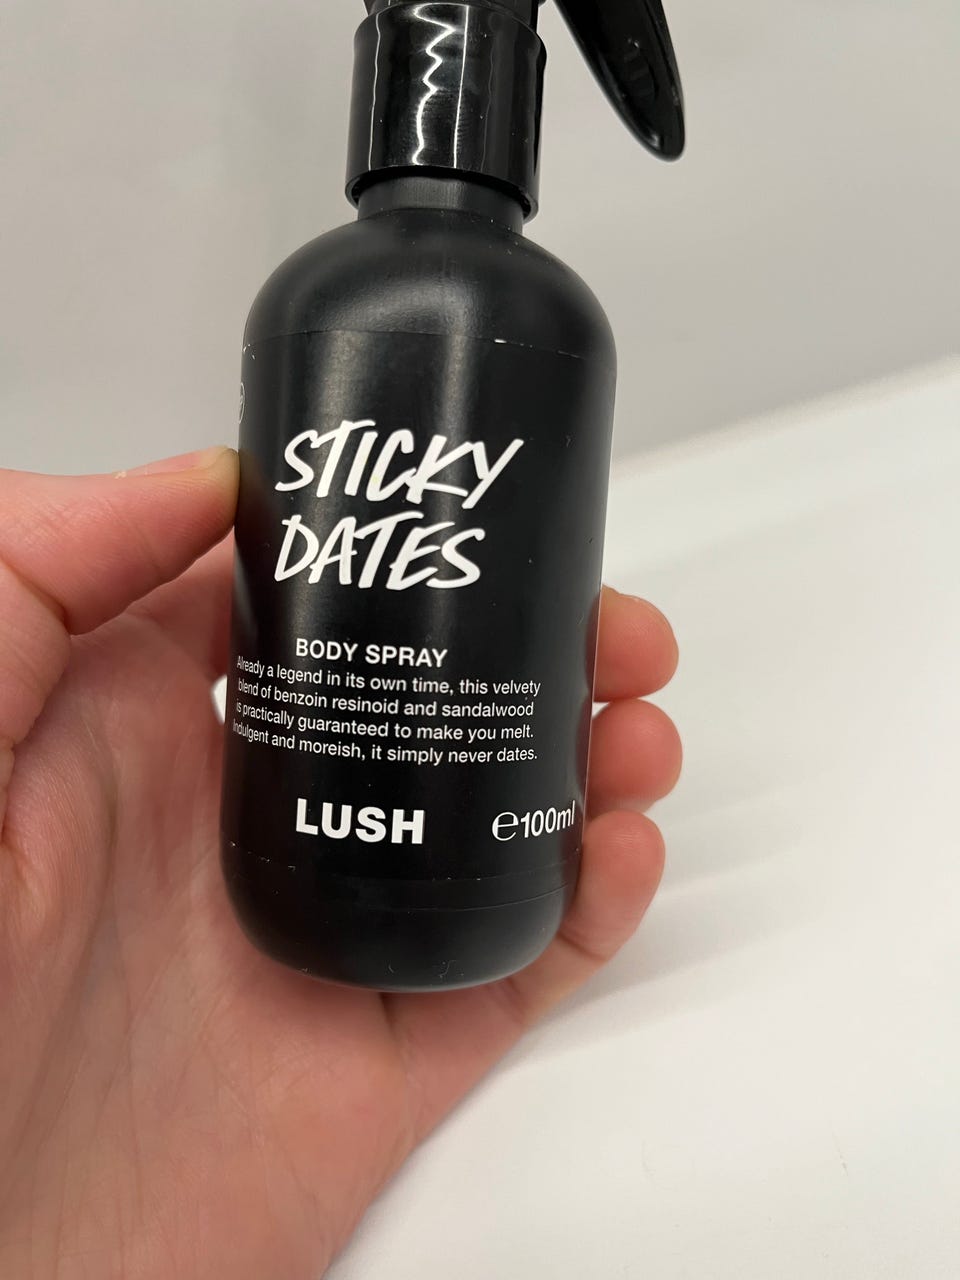 STICKY
DATES
BODY SPRAY
Already a legend in its own time, this velvety
blend of benzoin resinoid and sandalwood
is practically guaranteed to make you melt.
Indulgent and moreish, it simply never dates.
LUSH
℮100ml